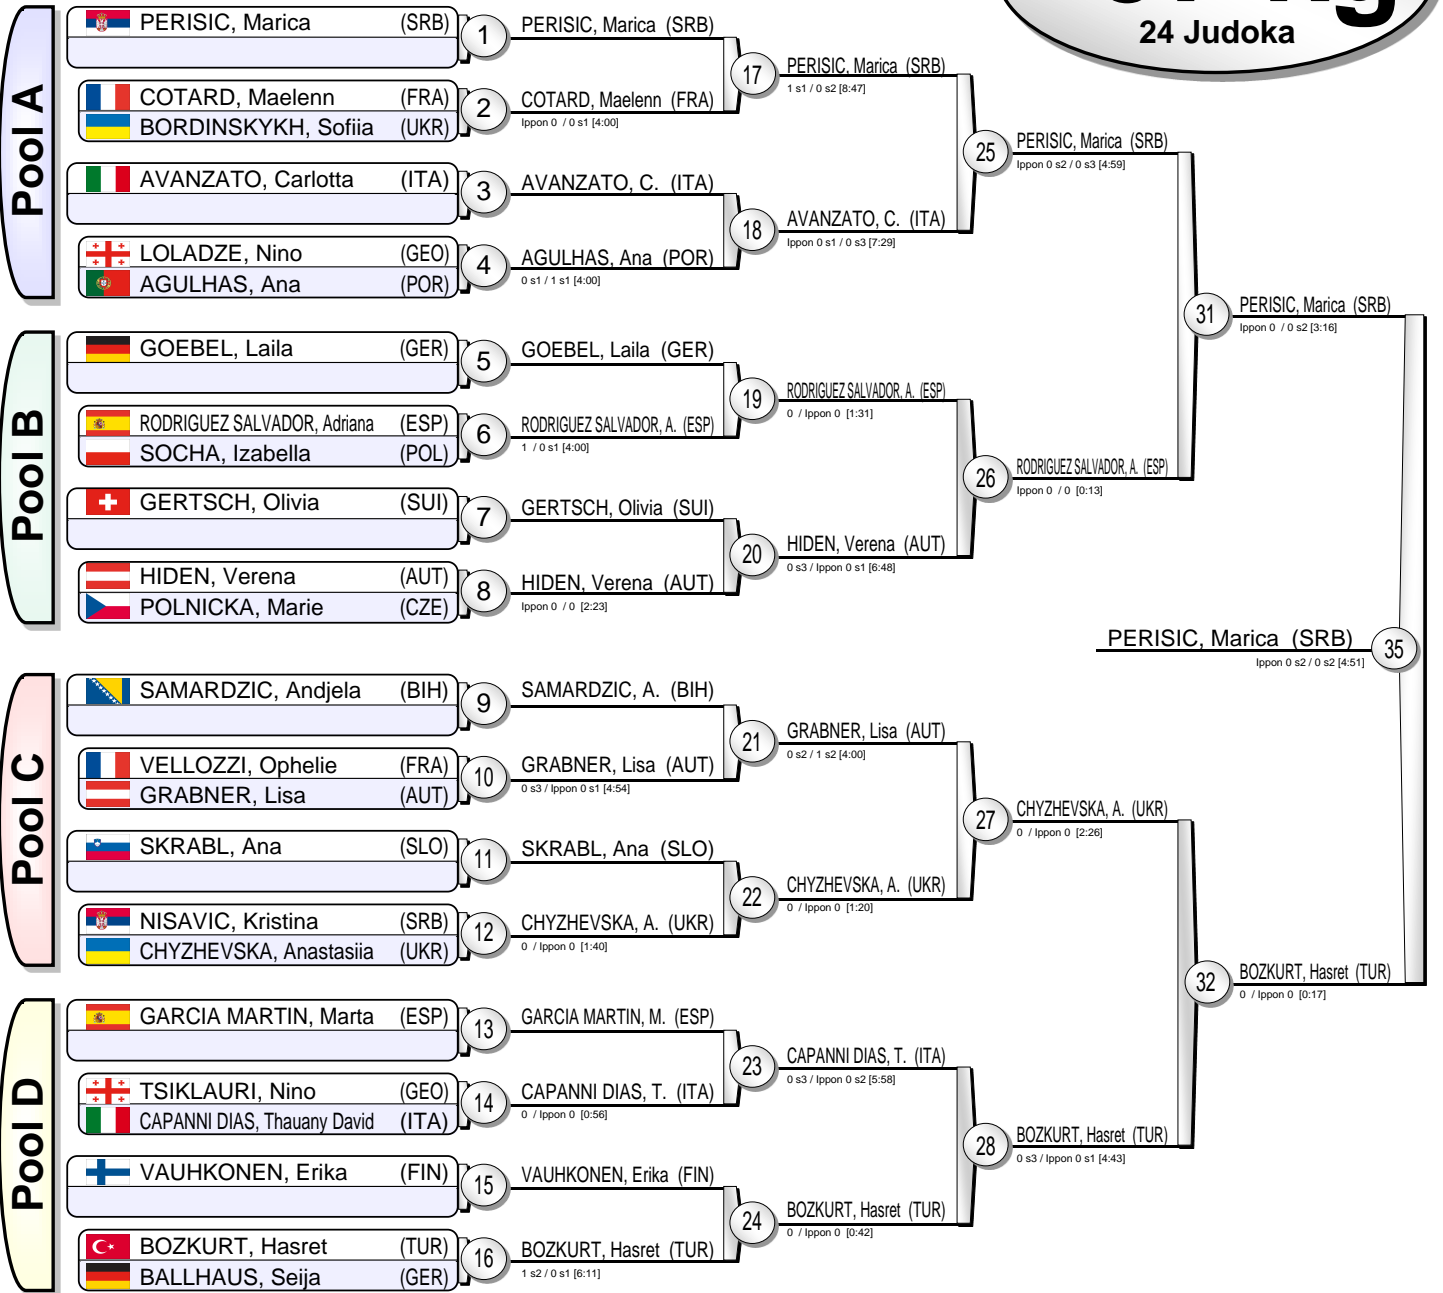 24 Judoka
Pool A
PERISIC, Marica (SRB)
1
PERISIC, Marica (SRB)
COTARD, Maelenn (FRA)
BORDINSKYKH, Sofiia (UKR)
2
COTARD, Maelenn (FRA)
Ippon 0 / 0 s1 [4:00]
17
PERISIC, Marica (SRB)
1 s1 / 0 s2 [8:47]
AVANZATO, Carlotta (ITA)
3
AVANZATO, C. (ITA)
LOLADZE, Nino (GEO)
AGULHAS, Ana (POR)
4
AGULHAS, Ana (POR)
0 s1 / 1 s1 [4:00]
18
AVANZATO, C. (ITA)
Ippon 0 s1 / 0 s3 [7:29]
25
PERISIC, Marica (SRB)
Ippon 0 s2 / 0 s3 [4:59]
Pool B
GOEBEL, Laila (GER)
5
GOEBEL, Laila (GER)
RODRIGUEZ SALVADOR, Adriana (ESP)
SOCHA, Izabella (POL)
6
RODRIGUEZ SALVADOR, A. (ESP)
1 / 0 s1 [4:00]
19
RODRIGUEZ SALVADOR, A. (ESP)
0 / Ippon 0 [1:31]
GERTSCH, Olivia (SUI)
7
GERTSCH, Olivia (SUI)
HIDEN, Verena (AUT)
POLNICKA, Marie (CZE)
8
HIDEN, Verena (AUT)
Ippon 0 / 0 [2:23]
20
HIDEN, Verena (AUT)
0 s3 / Ippon 0 s1 [6:48]
26
RODRIGUEZ SALVADOR, A. (ESP)
Ippon 0 / 0 [0:13]
31
PERISIC, Marica (SRB)
Ippon 0 / 0 s2 [3:16]
PERISIC, Marica (SRB)
35
Ippon 0 s2 / 0 s2 [4:51]
Pool C
SAMARDZIC, Andjela (BIH)
9
SAMARDZIC, A. (BIH)
VELLOZZI, Ophelie (FRA)
GRABNER, Lisa (AUT)
10
GRABNER, Lisa (AUT)
0 s3 / Ippon 0 s1 [4:54]
21
GRABNER, Lisa (AUT)
0 s2 / 1 s2 [4:00]
SKRABL, Ana (SLO)
11
SKRABL, Ana (SLO)
NISAVIC, Kristina (SRB)
CHYZHEVSKA, Anastasiia (UKR)
12
CHYZHEVSKA, A. (UKR)
0 / Ippon 0 [1:40]
22
CHYZHEVSKA, A. (UKR)
0 / Ippon 0 [1:20]
27
CHYZHEVSKA, A. (UKR)
0 / Ippon 0 [2:26]
Pool D
GARCIA MARTIN, Marta (ESP)
13
GARCIA MARTIN, M. (ESP)
TSIKLAURI, Nino (GEO)
CAPANNI DIAS, Thauany David (ITA)
14
CAPANNI DIAS, T. (ITA)
0 / Ippon 0 [0:56]
23
CAPANNI DIAS, T. (ITA)
0 s3 / Ippon 0 s2 [5:58]
VAUHKONEN, Erika (FIN)
15
VAUHKONEN, Erika (FIN)
BOZKURT, Hasret (TUR)
BALLHAUS, Seija (GER)
16
BOZKURT, Hasret (TUR)
1 s2 / 0 s1 [6:11]
24
BOZKURT, Hasret (TUR)
0 / Ippon 0 [0:42]
28
BOZKURT, Hasret (TUR)
0 s3 / Ippon 0 s1 [4:43]
32
BOZKURT, Hasret (TUR)
0 / Ippon 0 [0:17]